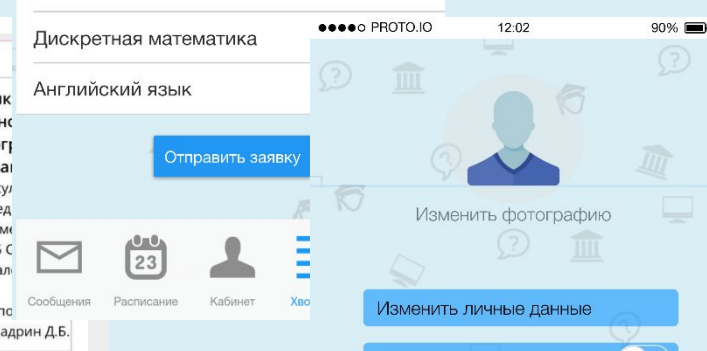 Дискретная математика
Английский язык
Отправить заявку
23
Сообщения Расписание Кабинет
адрин Д.Б.
PROTO.IO 12:02 90%
Изменить фотографию
Изменить личные данные